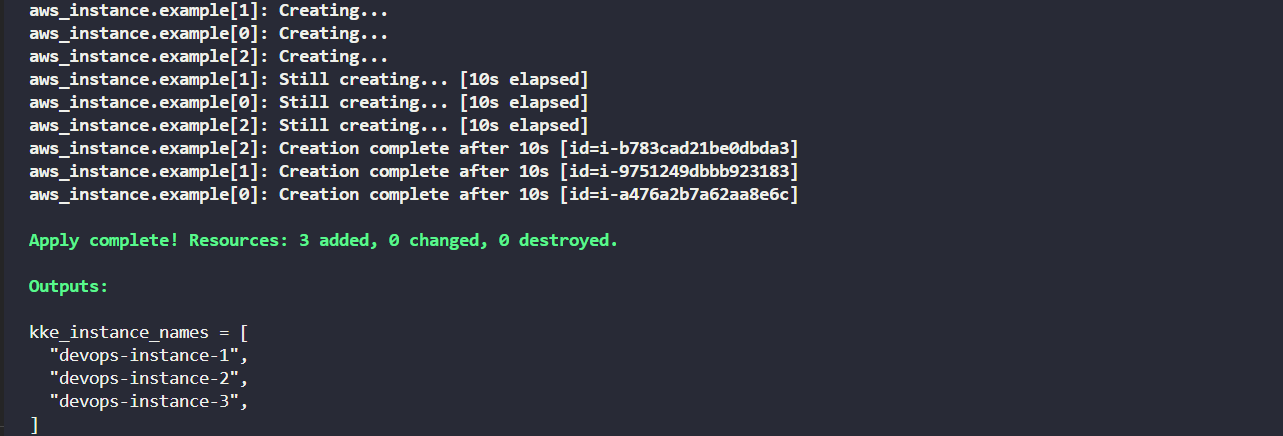 aws_instance.example[1]: Creating...
aws_instance.example[0]: Creating...
aws_instance.example[2]: Creating...
aws_instance.example[1]: Still creating... [10s elapsed]
aws_instance.example[0]: Still creating... [10s elapsed]
aws_instance.example[2]: Still creating... [10s elapsed]
aws_instance.example[2]: Creation complete after 10s [id=i-b783cad21be0dbda3]
aws_instance.example[1]: Creation complete after 10s [id=i-9751249dbbb923183]
aws_instance.example[0]: Creation complete after 10s [id=i-a476a2b7a62aa8e6c]
Apply complete! Resources: 3 added, 0 changed, 0 destroyed.
Outputs:
kke_instance_names = [
  "devops-instance-1",
  "devops-instance-2",
  "devops-instance-3",
]